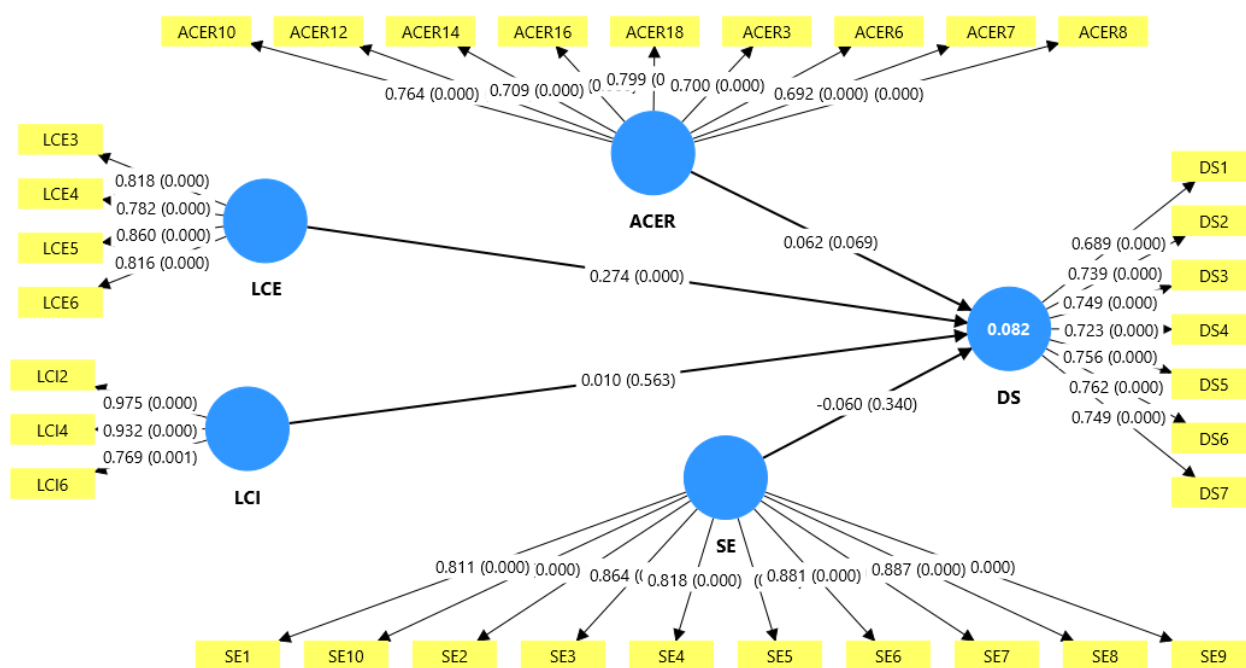 ACER10 ACER12 ACER14 ACER16 ACER18 ACER3 ACER6 ACER7 ACER8
0.764 (0.000) 0.709 (0.000) 0.799 0.700 (0.000) 0.692 (0.000) (0.000)
ACER
LCE3
LCE4
LCE5
LCE6
0.818 (0.000)
0.782 (0.000)
0.860 (0.000)
0.816 (0.000)
LCE
0.062 (0.069)
0.274 (0.000)
LCI2
LCI4
LCI6
0.975 (0.000)
0.932 (0.000)
0.769 (0.001)
LCI
0.010 (0.563)
-0.060 (0.340)
0.082
DS
0.689 (0.000)
0.739 (0.000)
0.749 (0.000)
0.723 (0.000)
0.756 (0.000)
0.762 (0.000)
0.749 (0.000)
DS1
DS2
DS3
DS4
DS5
DS6
DS7
SE
0.811 (0.000) 0.000) 0.864 0.818 (0.000) 0.881 (0.000) 0.887 (0.000) 0.000)
SE1 SE10 SE2 SE3 SE4 SE5 SE6 SE7 SE8 SE9